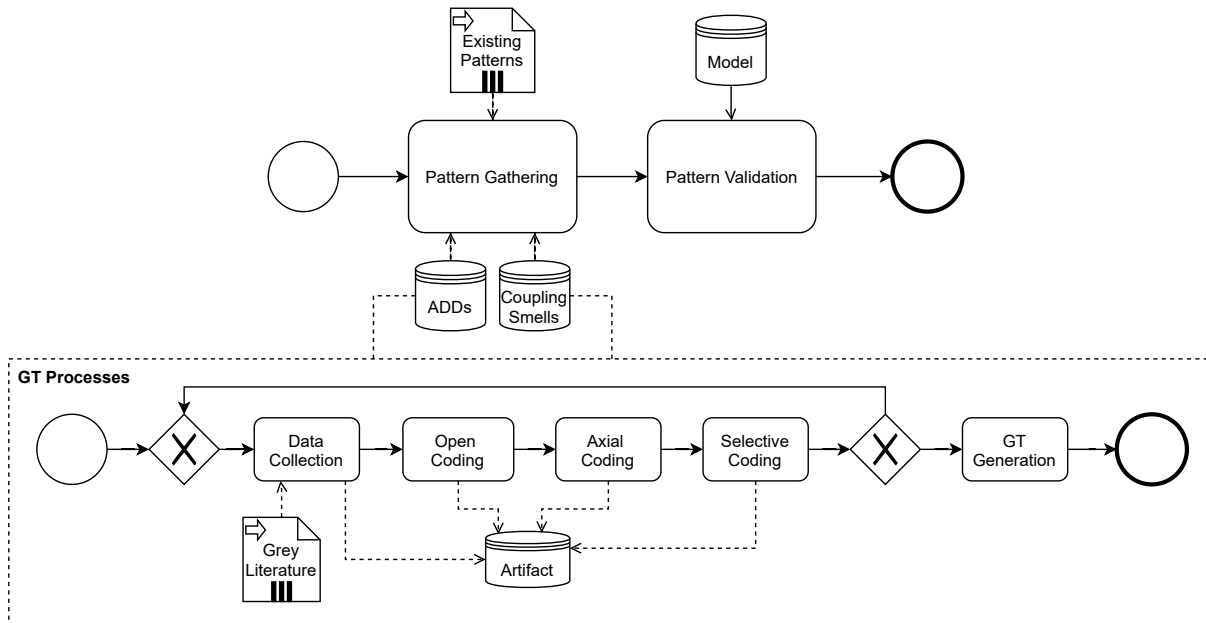 Existing
Patterns
Model
Pattern Gathering
Pattern Validation
ADDs
Coupling
Smells
GT Processes
Data
Collection
Open
Coding
Axial
Coding
Selective
Coding
GT
Generation
Grey
Literature
Artifact